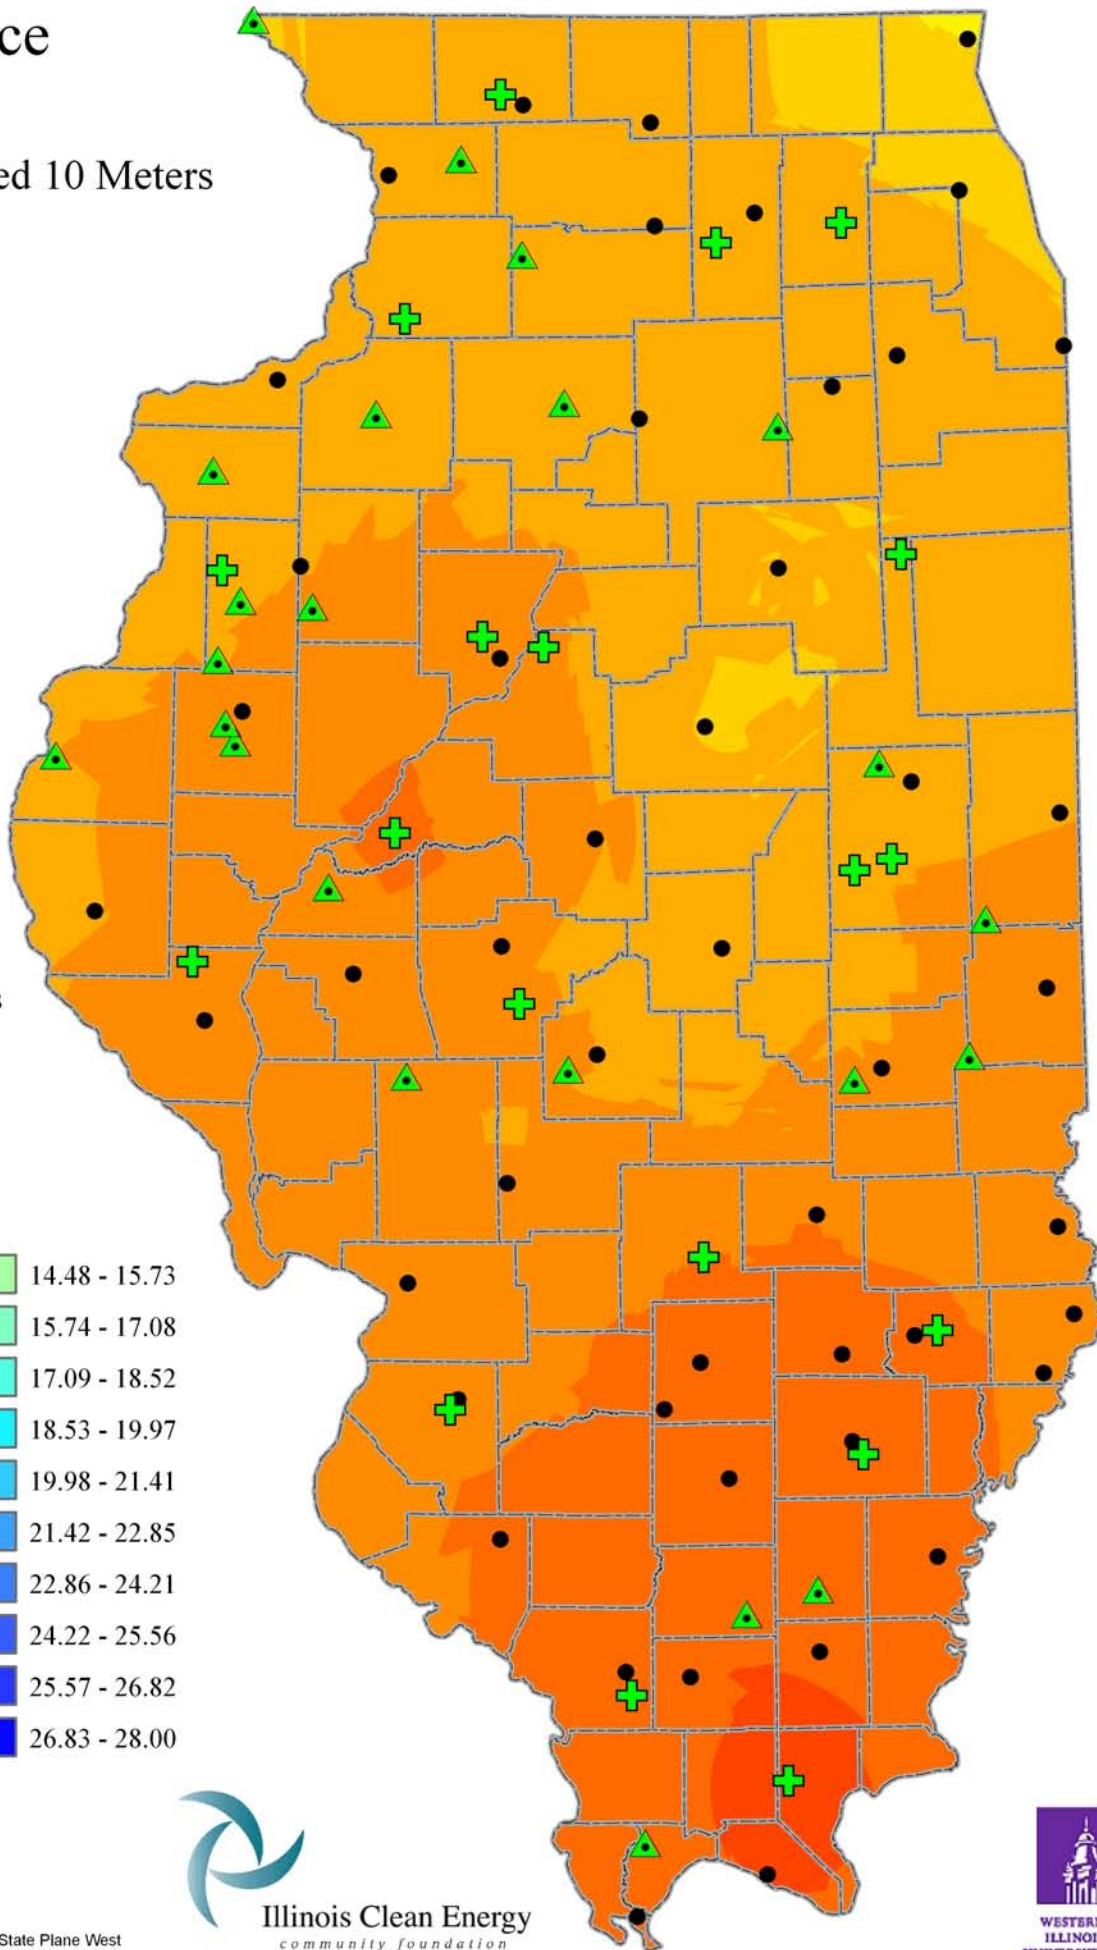 ce
ed 10 Meters
s
14.48 - 15.73
15.74 - 17.08
17.09 - 18.52
18.53 - 19.97
19.98 - 21.41
21.42 - 22.85
22.86 - 24.21
24.22 - 25.56
25.57 - 26.82
26.83 - 28.00
Illinois Clean Energy
community foundation
State Plane West
WESTER
ILLINOI